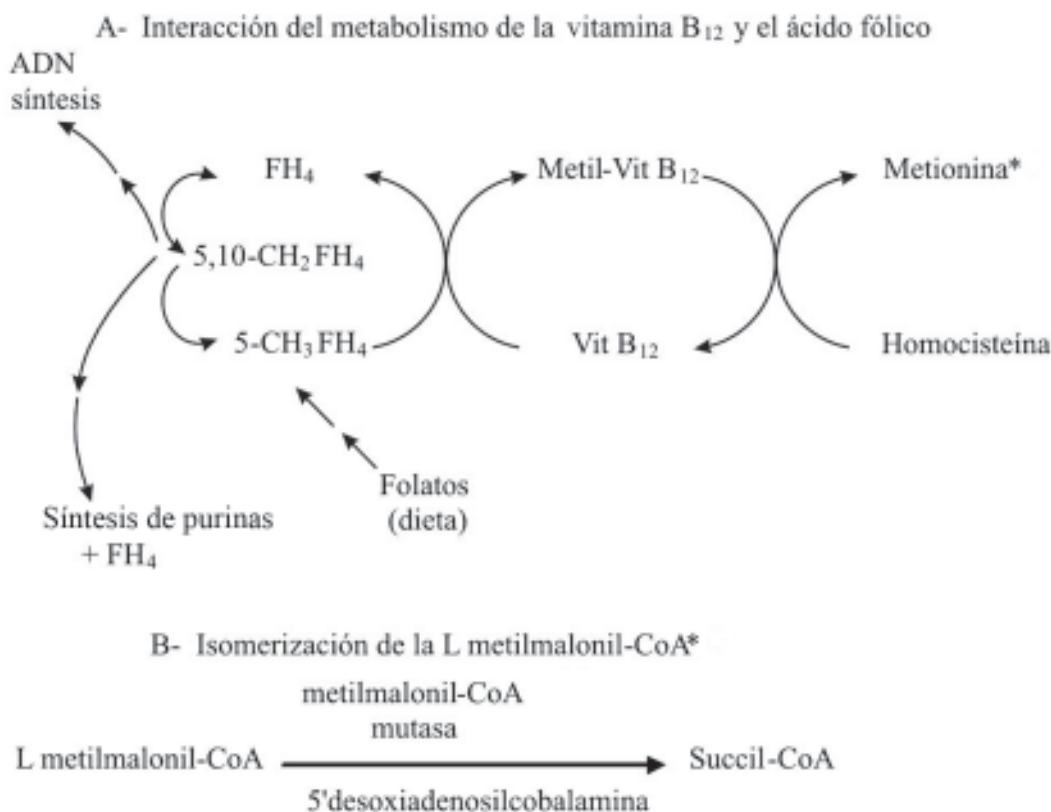 A- Interacción del metabolismo de la vitamina B₁₂ y el ácido fólico
ADN
síntesis
FH₄
Metil-Vit B₁₂
Metionina*
5,10-CH₂FH₄
5-CH₃FH₄
Vit B₁₂
Homocisteína
Folatos
(dieta)
Síntesis de purinas
+ FH₄
B- Isomerización de la L metilmalonil-CoA*
metilmalonil-CoA
mutasa
L metilmalonil-CoA
Succil-CoA
5'desoxiadenosilcobalamina